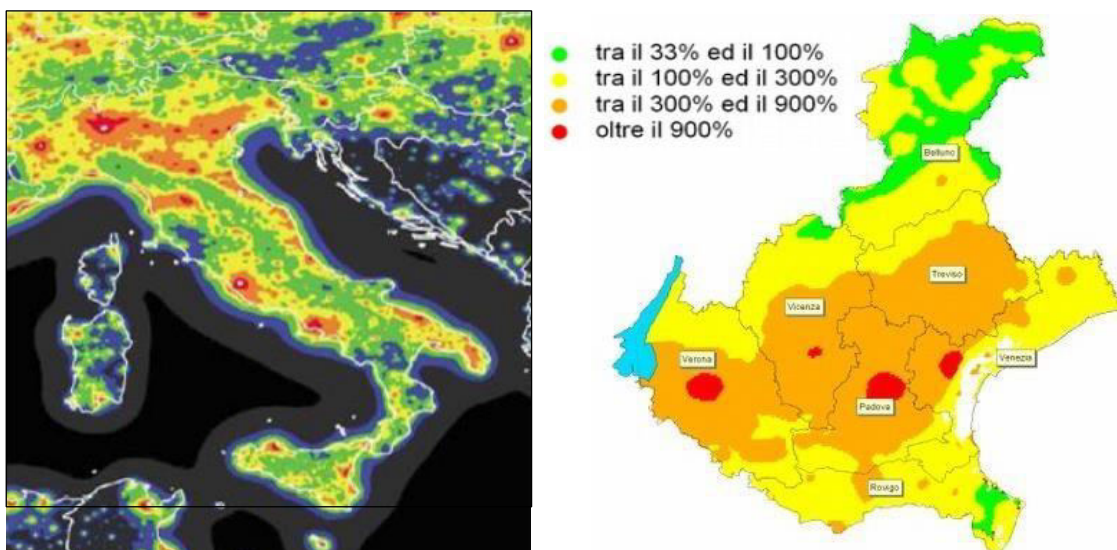 tra il 33% ed il 100%
tra il 100% ed il 300%
tra il 300% ed il 900%
oltre il 900%
Belluno
Treviso
Vicenza
Verona
Venezia
Padova
Rovigo